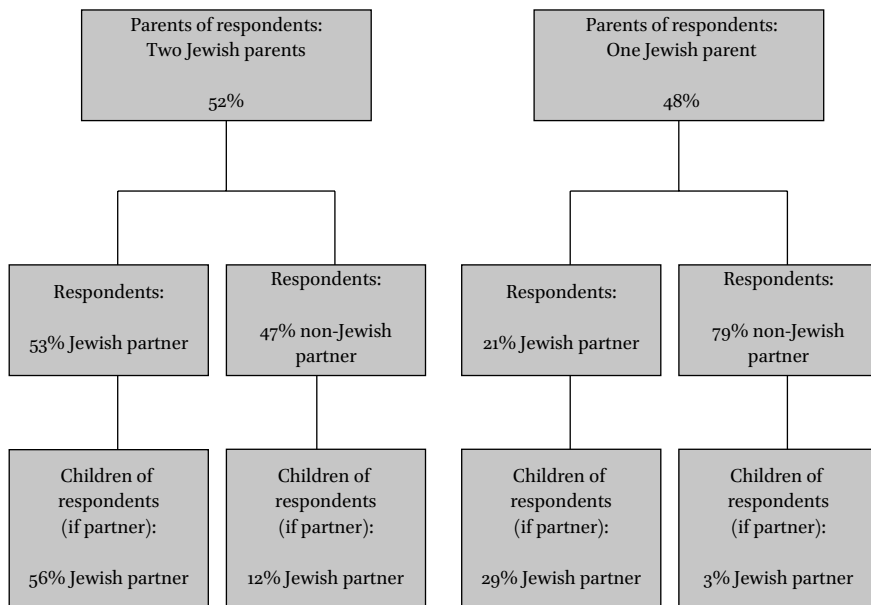 Parents of respondents:
Two Jewish parents
52%
Parents of respondents:
One Jewish parent
48%
Respondents:
53% Jewish partner
Respondents:
47% non-Jewish
partner
Respondents:
21% Jewish partner
Respondents:
79% non-Jewish
partner
Children of
respondents
(if partner):
56% Jewish partner
Children of
respondents
(if partner):
12% Jewish partner
Children of
respondents
(if partner):
29% Jewish partner
Children of
respondents
(if partner):
3% Jewish partner